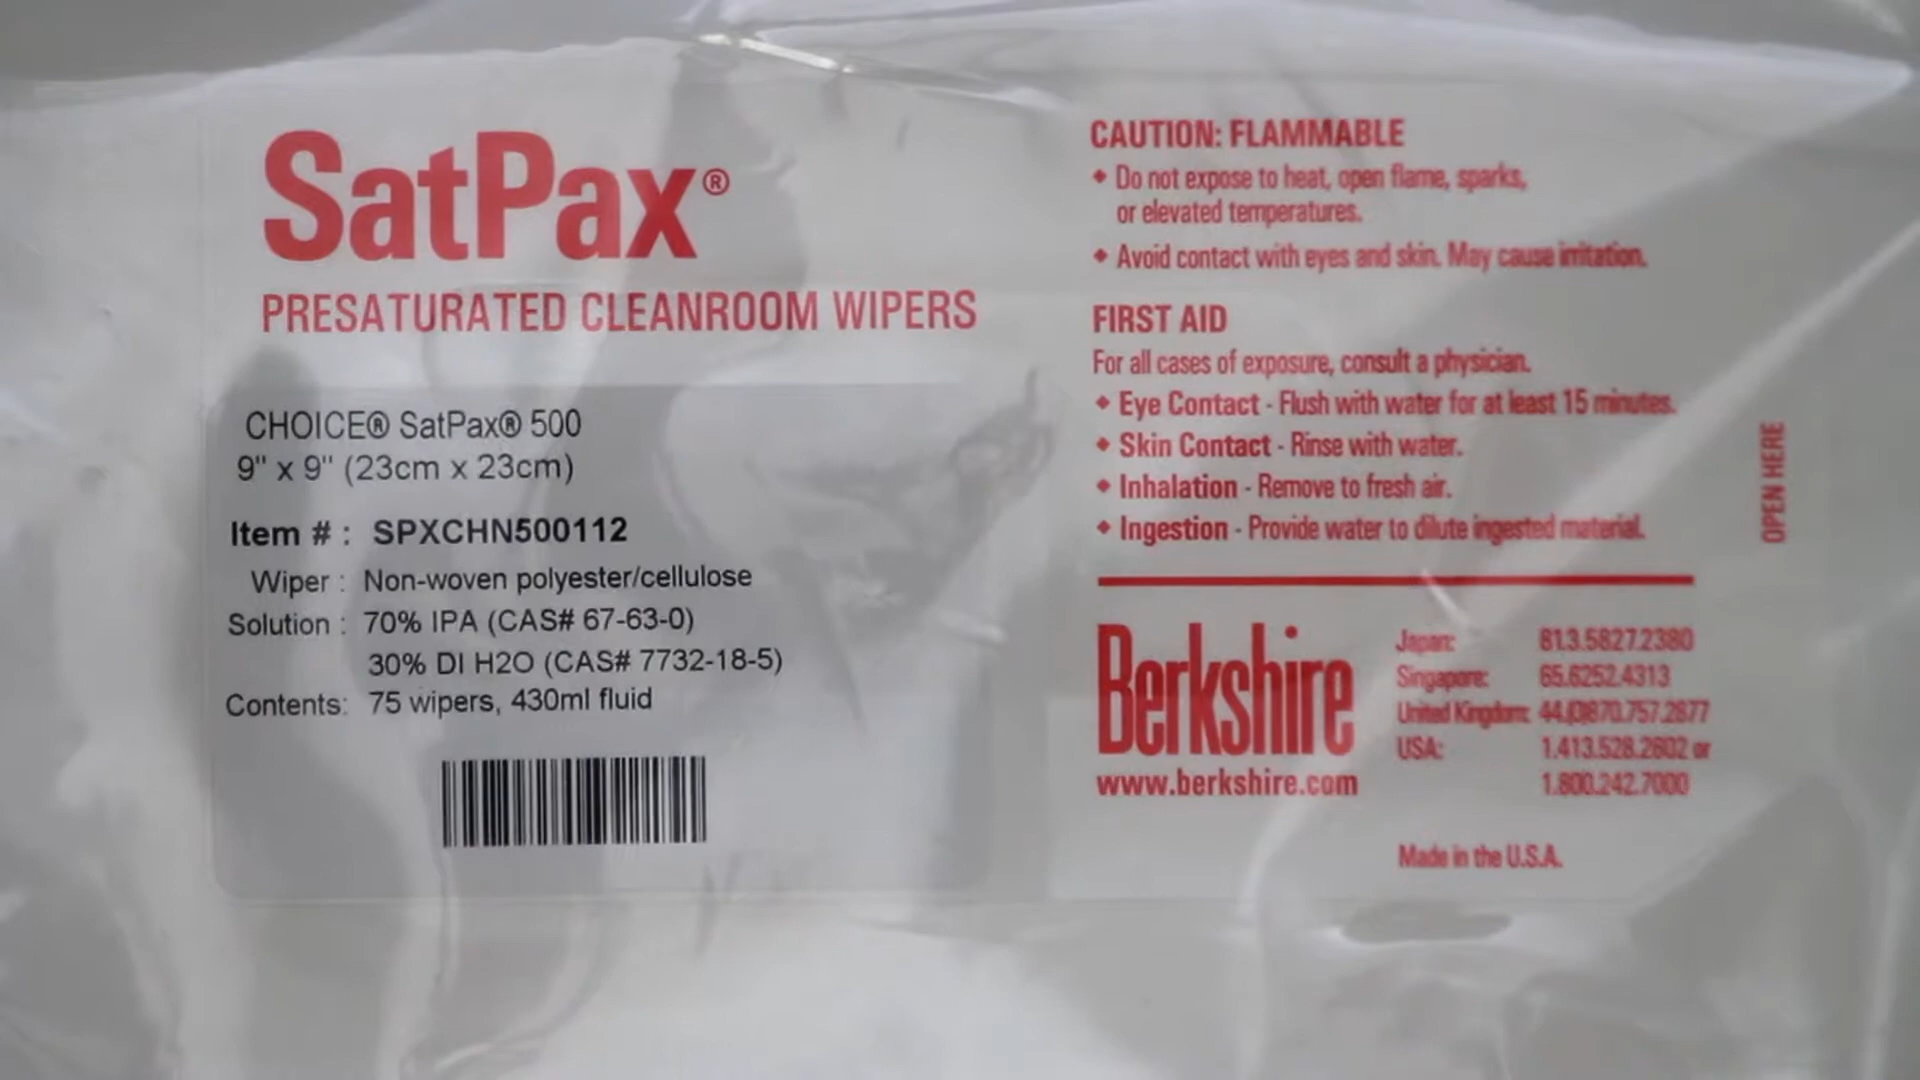 SatPax®
PRESATURATED CLEANROOM WIPERS
CHOICE® SatPax® 500
9" x 9" (23cm x 23cm)
Item # : SPXCHN500112
Wiper : Non-woven polyester/cellulose
Solution : 70% IPA (CAS# 67-63-0)
30% DI H2O (CAS# 7732-18-5)
Contents: 75 wipers, 430ml fluid
CAUTION: FLAMMABLE
• Do not expose to heat, open flame, sparks,
or elevated temperatures.
• Avoid contact with eyes and skin. May cause irritation.
FIRST AID
For all cases of exposure, consult a physician.
• Eye Contact - Flush with water for at least 15 minutes.
• Skin Contact - Rinse with water.
• Inhalation - Remove to fresh air.
• Ingestion - Provide water to dilute ingested material.
OPEN HERE
Berkshire
www.berkshire.com
Japan: 813.5827.2380
Singapore: 65.6252.4313
United Kingdom: 44.(0)870.757.2877
USA: 1.413.528.2602 or
1.800.242.7000
Made in the U.S.A.